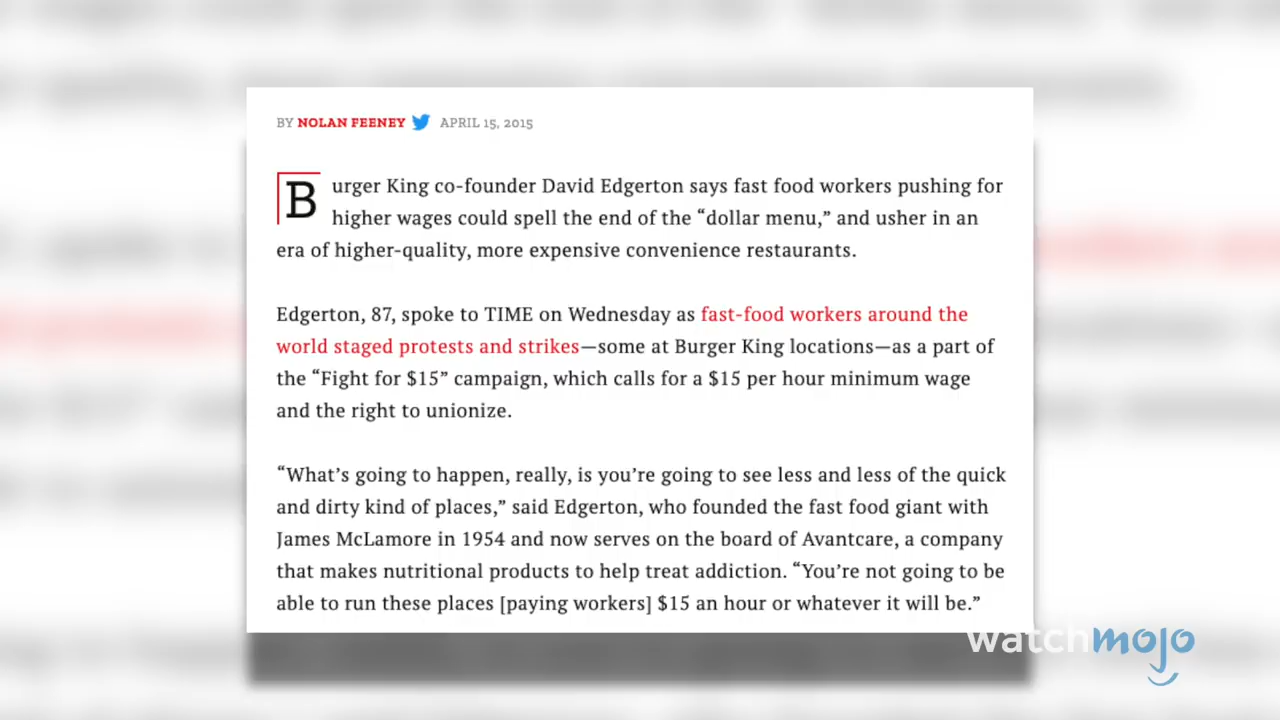 BY NOLAN FEENEY APRIL 15, 2015
Burger King co-founder David Edgerton says fast food workers pushing for
higher wages could spell the end of the “dollar menu,” and usher in an
era of higher-quality, more expensive convenience restaurants.
Edgerton, 87, spoke to TIME on Wednesday as fast-food workers around the
world staged protests and strikes—some at Burger King locations—as a part of
the “Fight for $15” campaign, which calls for a $15 per hour minimum wage
and the right to unionize.
“What’s going to happen, really, is you’re going to see less and less of the quick
and dirty kind of places,” said Edgerton, who founded the fast food giant with
James McLamore in 1954 and now serves on the board of Avantcare, a company
that makes nutritional products to help treat addiction. “You’re not going to be
able to run these places [paying workers] $15 an hour or whatever it will be.”
watchmojo